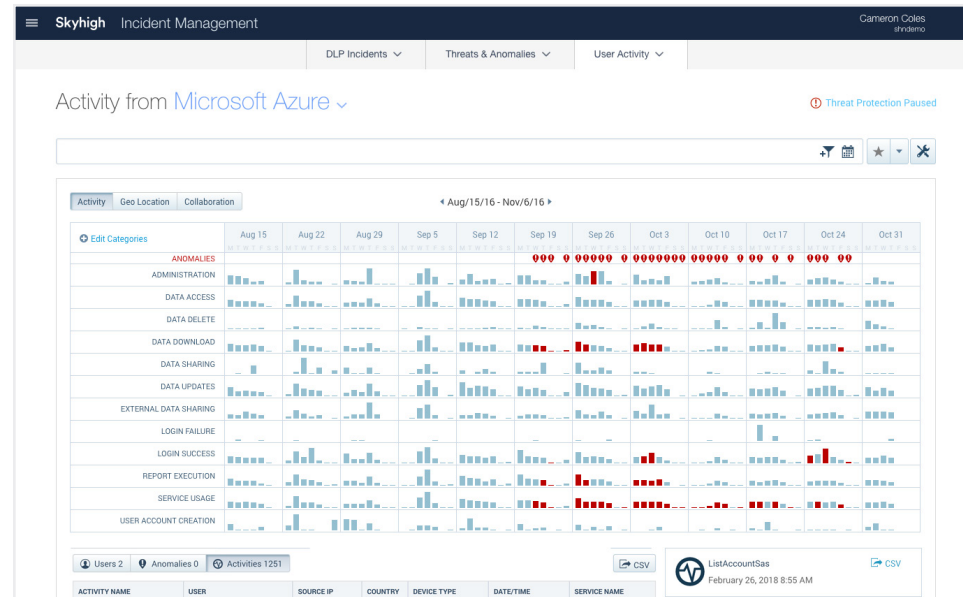 Skyhigh Incident Management
Cameron Coles
shndemo
DLP Incidents
Threats & Anomalies
User Activity
Activity from Microsoft Azure
Threat Protection Paused
Activity
Geo Location
Collaboration
Aug/15/16 - Nov/6/16
Edit Categories
Aug 15
Aug 22
Aug 29
Sep 5
Sep 12
Sep 19
Sep 26
Oct 3
Oct 10
Oct 17
Oct 24
Oct 31
M T W T F S S M T W T F S S M T W T F S S M T W T F S S M T W T F S S M T W T F S S M T W T F S S M T W T F S S M T W T F S S M T W T F S S M T W T F S S M T W T F S S
ANOMALIES
ADMINISTRATION
DATA ACCESS
DATA DELETE
DATA DOWNLOAD
DATA SHARING
DATA UPDATES
EXTERNAL DATA SHARING
LOGIN FAILURE
LOGIN SUCCESS
REPORT EXECUTION
SERVICE USAGE
USER ACCOUNT CREATION
Users 2
Anomalies 0
Activities 1251
CSV
ListAccountSas
CSV
February 26, 2018 8:55 AM
ACTIVITY NAME
USER
SOURCE IP
COUNTRY
DEVICE TYPE
DATE/TIME
SERVICE NAME